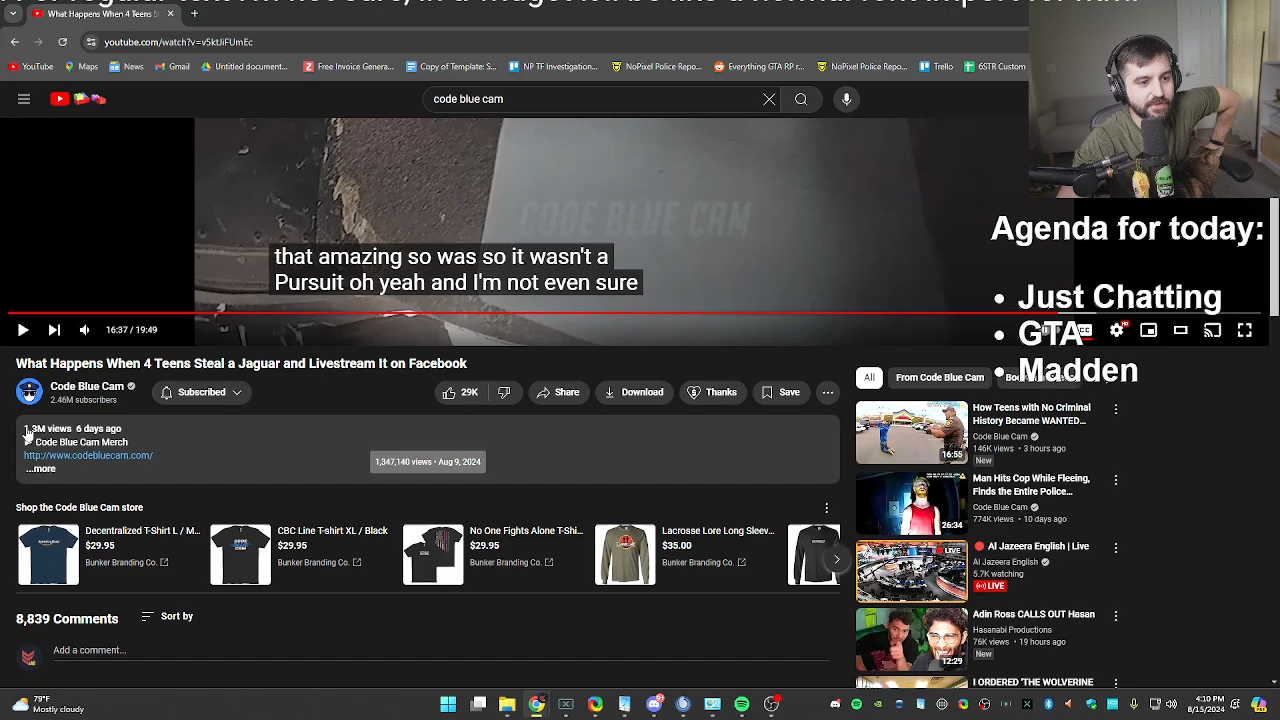 What Happens When 4 Teens S
youtube.com/watch?v=vSktJiFUmEc
YouTube
Maps
News
Gmail
Untitled document...
Free Invoice Genera...
Copy of Template: S...
NP TF Investigation...
NoPixel Police Repo...
Everything GTA RP r...
NoPixel Police Repo...
Trello
6STR Custom
code blue cam
CODE BLUE CAM
that amazing so was so it wasn't a
Pursuit oh yeah and I'm not even sure
16:37 / 19:49
CC
HD
Agenda for today:
• Just Chatting
• GTA
• Madden
What Happens When 4 Teens Steal a Jaguar and Livestream It on Facebook
Code Blue Cam
2.46M subscribers
Subscribed
29K
Share
Download
Thanks
Save
1.3M views 6 days ago
Code Blue Cam Merch
http://www.codebluecam.com/
...more
1,347,140 views • Aug 9, 2024
Shop the Code Blue Cam store
Decentralized T-Shirt L / M...
$29.95
Bunker Branding Co.
CBC Line T-shirt XL / Black
$29.95
Bunker Branding Co.
No One Fights Alone T-Shi...
$29.95
Bunker Branding Co.
Lacrosse Lore Long Sleev...
$35.00
Bunker Branding Co.
8,839 Comments
Sort by
Add a comment...
All
From Code Blue Cam
How Teens with No Criminal
History Became WANTED...
Code Blue Cam
146K views • 3 hours ago
New
16:55
Man Hits Cop While Fleeing,
Finds the Entire Police...
Code Blue Cam
774K views • 10 days ago
26:34
Al Jazeera English | Live
Al Jazeera English
5.7K watching
LIVE
LIVE
Adin Ross CALLS OUT Hasan
Hasanabi Productions
76K views • 19 hours ago
New
12:29
I ORDERED 'THE WOLVERINE
79°F
Mostly cloudy
4:10 PM
8/15/2024